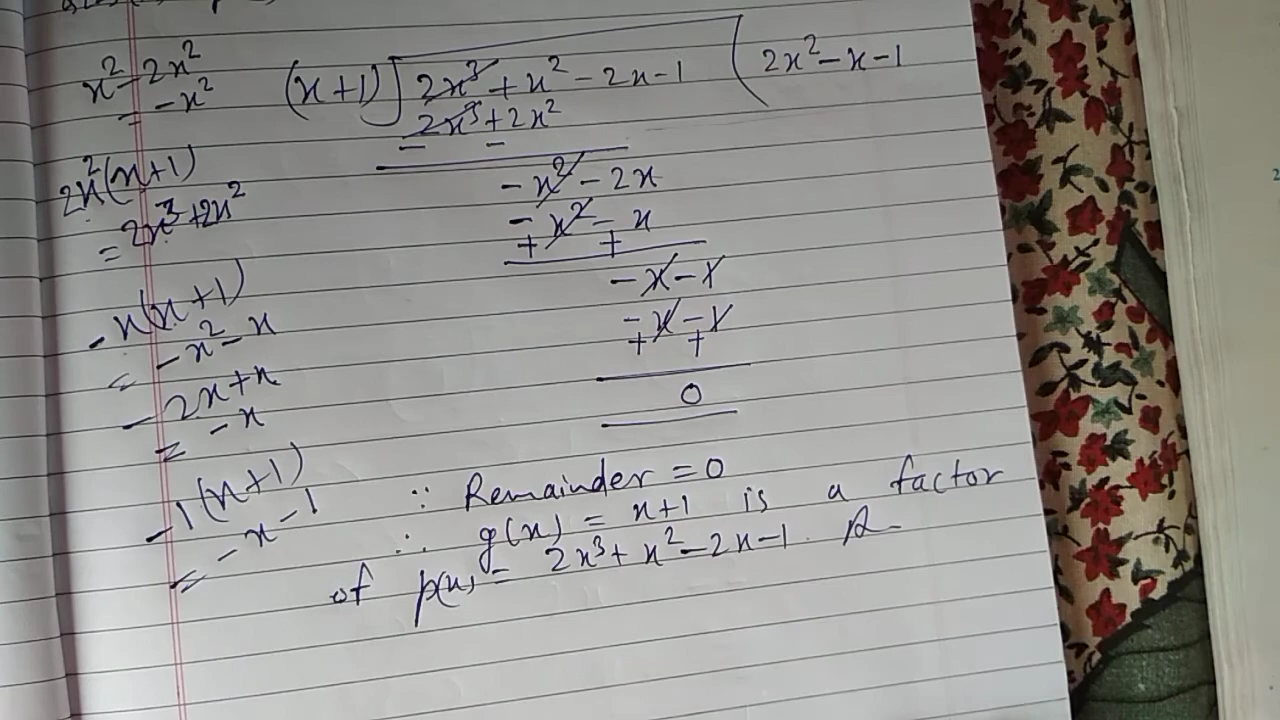 x² - 2x²
= -x²
(x+1) 2x³ + x² - 2x - 1 ( 2x² - x - 1
2x³ + 2x²
- -
2x²(x+1)
= 2x³ + 2x²
- x² - 2x
- x² - x
+ +
-x(x+1)
= -x² - x
- x - 1
- x - 1
+ +
- 2x + x
= - x
0
-1(x+1)
= -x - 1
∵ Remainder = 0
∴ g(x) = x+1 is a factor
of p(x) = 2x³ + x² - 2x - 1.
2